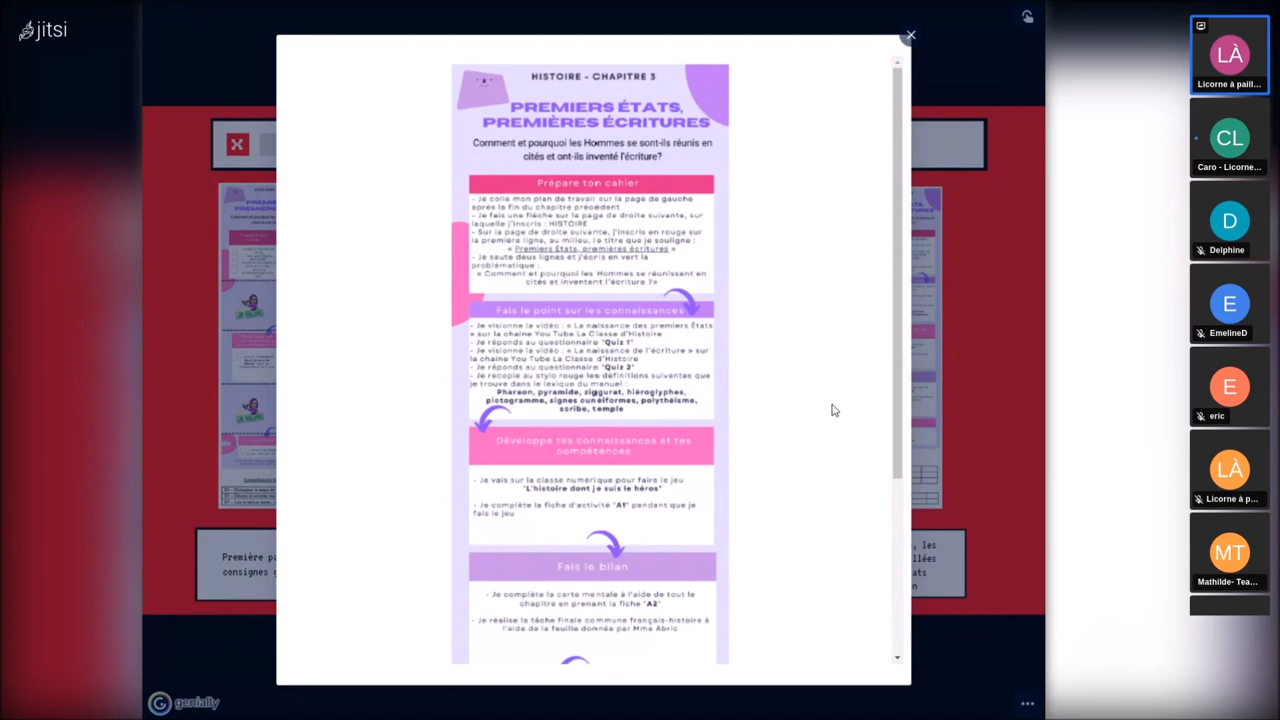 jitsi
HISTOIRE - CHAPITRE 3
PREMIERS ÉTATS,
PREMIÈRES ÉCRITURES
Comment et pourquoi les Hommes se sont-ils réunis en
cités et ont-ils inventé l'écriture?
Prépare ton cahier
- Je colle mon plan de travail sur la page de gauche
après la fin du chapitre précédent
- Je fais une flèche sur la page de droite suivante, sur
laquelle j'inscris : HISTOIRE
- Sur la page de droite suivante, j'inscris en rouge sur
la première ligne, au milieu, le titre que je souligne :
« Premiers États, premières écritures »
- Je saute deux lignes et j'écris en vert la
problématique :
« Comment et pourquoi les Hommes se réunissent en
cités et inventent l'écriture ?»
Fais le point sur les connaissances
- Je visionne la vidéo : « La naissance des premiers États
» sur la chaîne You Tube La Classe d'Histoire
- Je réponds au questionnaire "Quiz 1"
- Je visionne la vidéo : « La naissance de l'écriture » sur
la chaîne You Tube La Classe d'Histoire
- Je réponds au questionnaire "Quiz 2"
- Je recopie au stylo rouge les définitions suivantes que
je trouve dans le lexique du manuel :
Pharaon, pyramide, ziggurat, hiéroglyphes,
pictogramme, signes cunéiformes, polythéisme,
scribe, temple
Développe tes connaissances et tes
compétences
- Je vais sur la classe numérique pour faire le jeu
"L'histoire dont je suis le héros"
- Je complète la fiche d'activité "A1" pendant que je
fais le jeu
Fais le bilan
- Je complète la carte mentale à l'aide de tout le
chapitre en prenant la fiche "A2"
- Je réalise la tâche finale commune français-histoire à
l'aide de la feuille donnée par Mme Abric
Première pa
consignes g
, les
llées
ats
n
genially
LÀ
Licorne à paill...
CL
Caro - Licorne...
D
Delphine
E
EmelineD
E
eric
LÀ
Licorne à p...
MT
Mathilde- Tea...